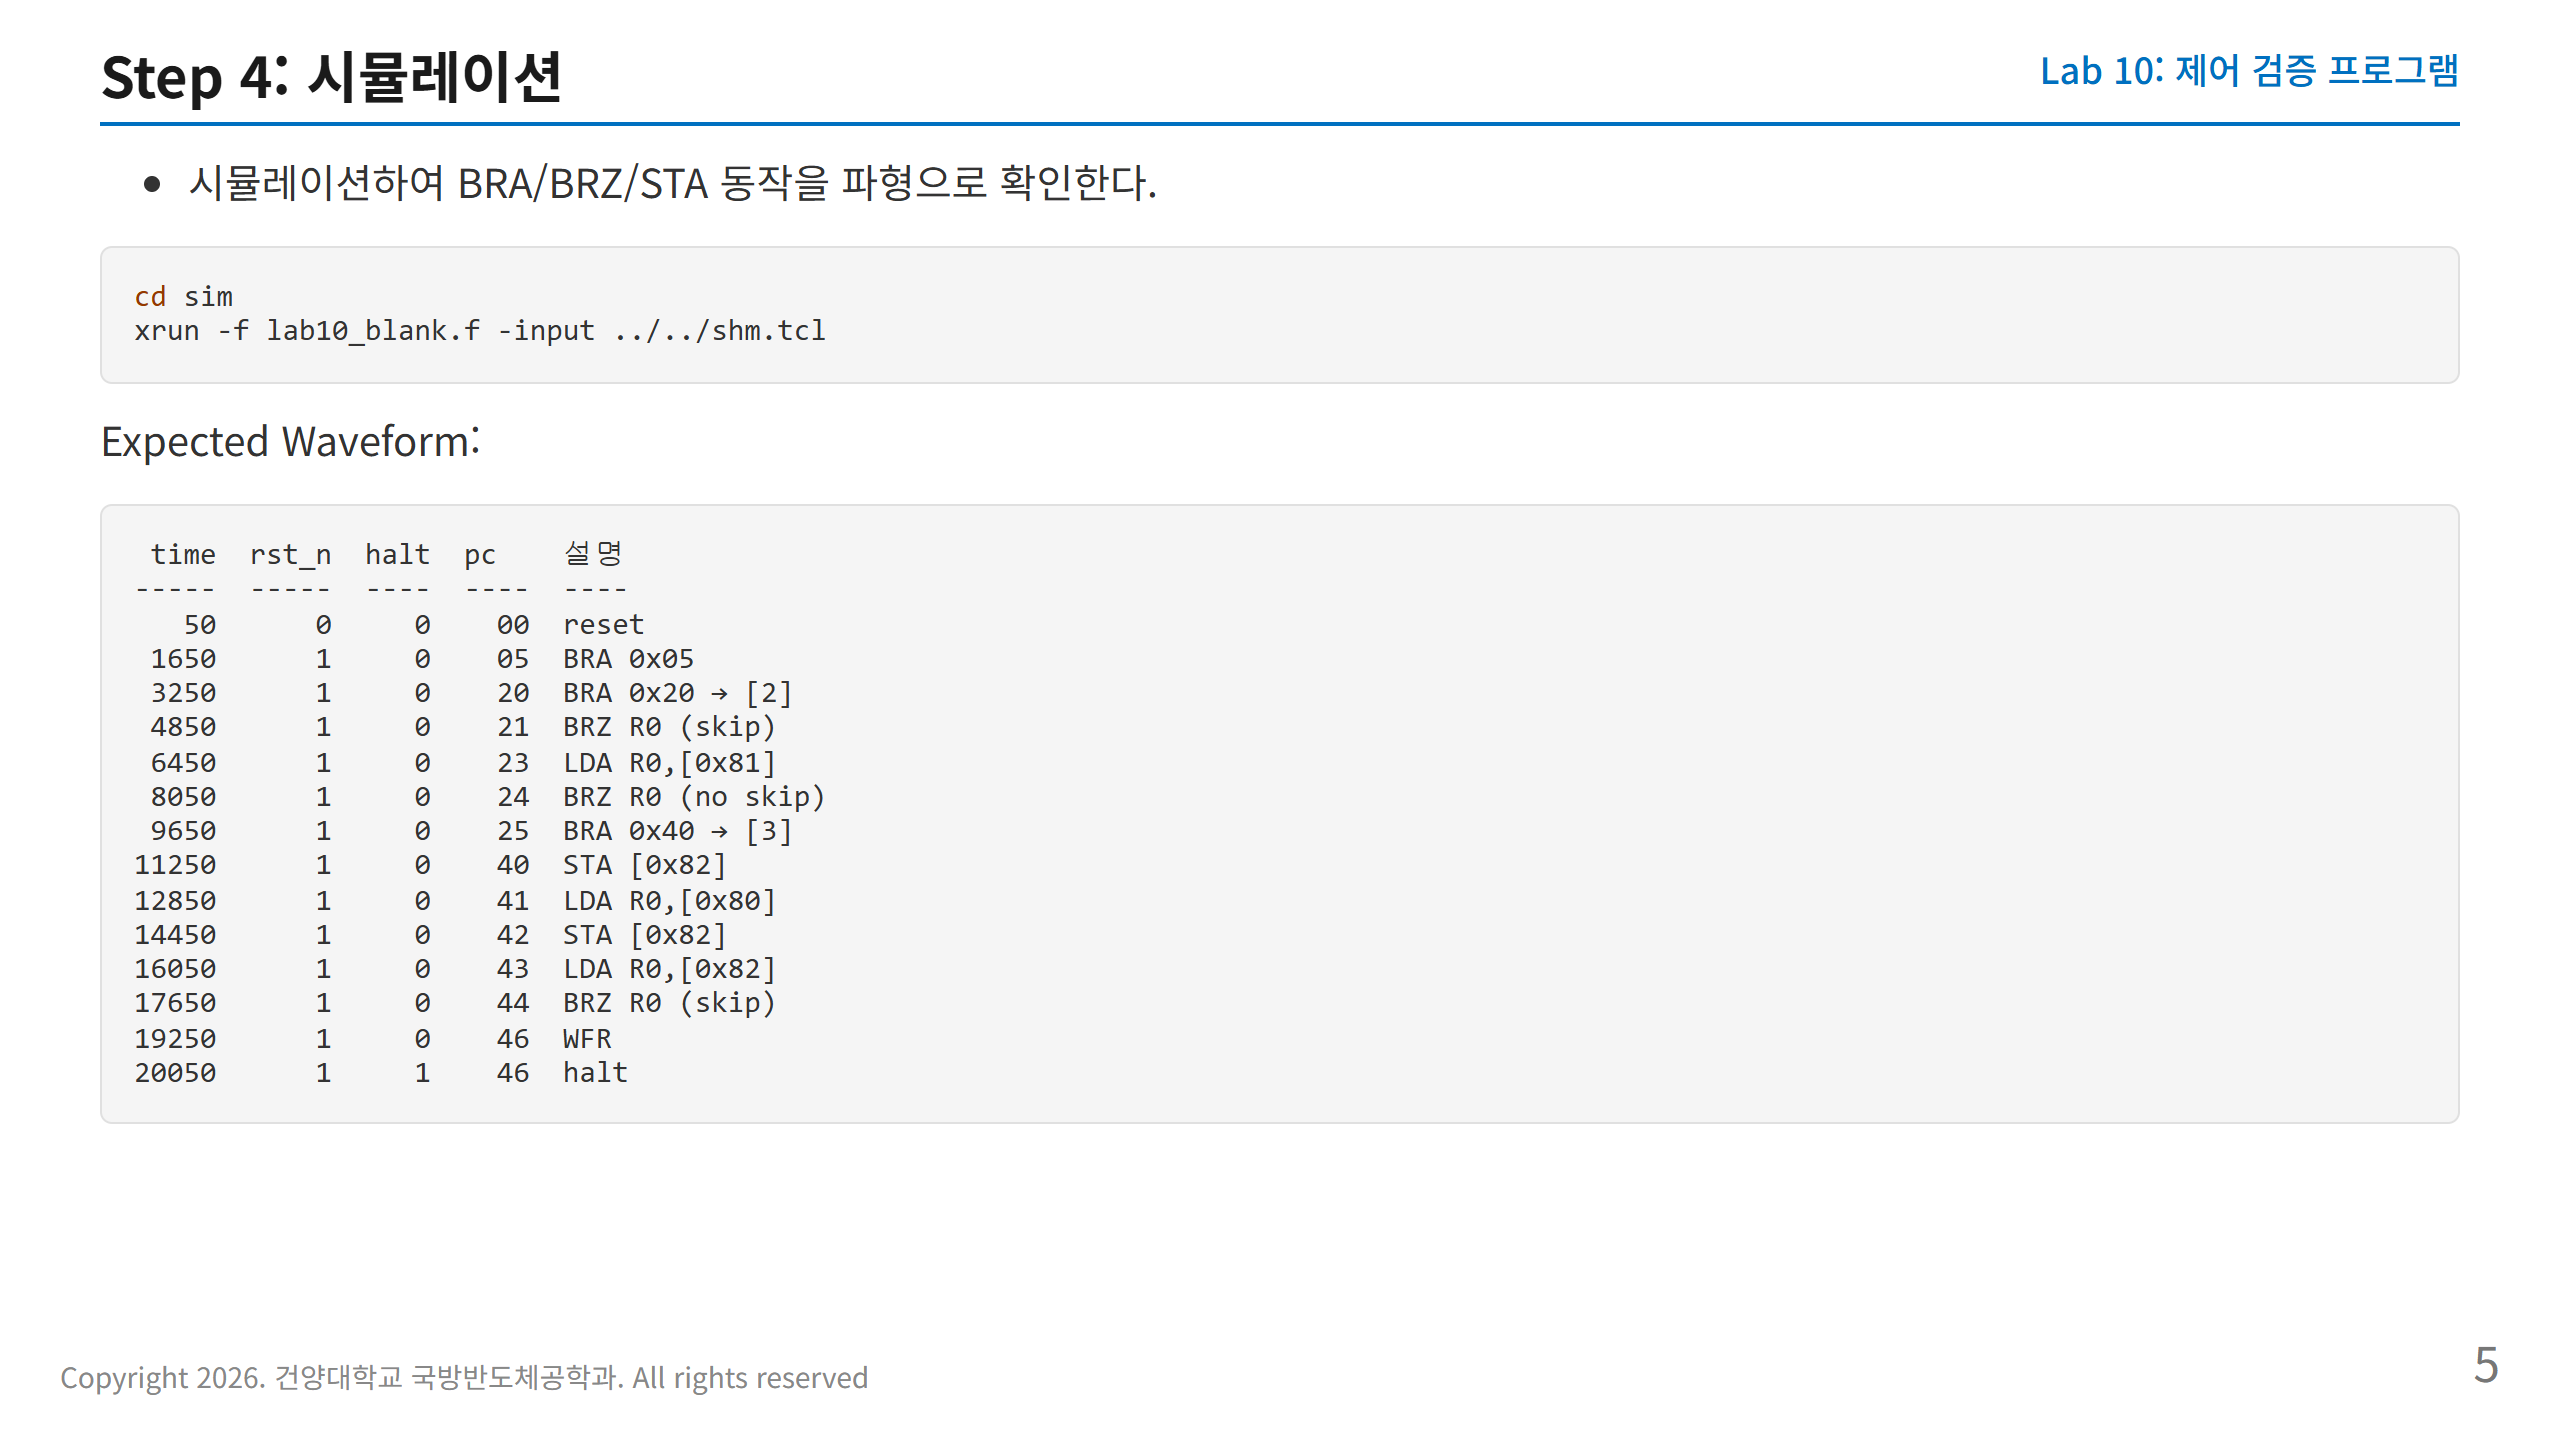 Step 4: 시뮬레이션
Lab 10: 제어 검증 프로그램
● 시뮬레이션하여 BRA/BRZ/STA 동작을 파형으로 확인한다.
cd sim
xrun -f lab10_blank.f -input ../../shm.tcl
Expected Waveform:
 time  rst_n  halt  pc    설명
-----  -----  ----  ----  ----
   50      0     0    00  reset
 1650      1     0    05  BRA 0x05
 3250      1     0    20  BRA 0x20 → [2]
 4850      1     0    21  BRZ R0 (skip)
 6450      1     0    23  LDA R0,[0x81]
 8050      1     0    24  BRZ R0 (no skip)
 9650      1     0    25  BRA 0x40 → [3]
11250      1     0    40  STA [0x82]
12850      1     0    41  LDA R0,[0x80]
14450      1     0    42  STA [0x82]
16050      1     0    43  LDA R0,[0x82]
17650      1     0    44  BRZ R0 (skip)
19250      1     0    46  WFR
20050      1     1    46  halt
Copyright 2026. 건양대학교 국방반도체공학과. All rights reserved
5